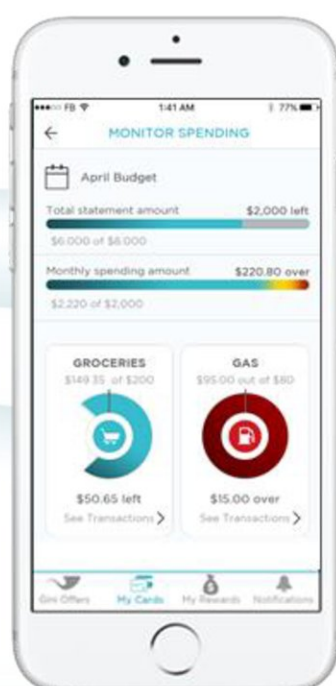 FB 1:41 AM 77%
MONITOR SPENDING
April Budget
Total statement amount $2,000 left
$6,000 of $8,000
Monthly spending amount $220.80 over
$2,220 of $2,000
GROCERIES
$149.35 of $200
$50.65 left
See Transactions >
GAS
$95.00 out of $80
$15.00 over
See Transactions >
Gini Offers My Cards My Rewards Notifications